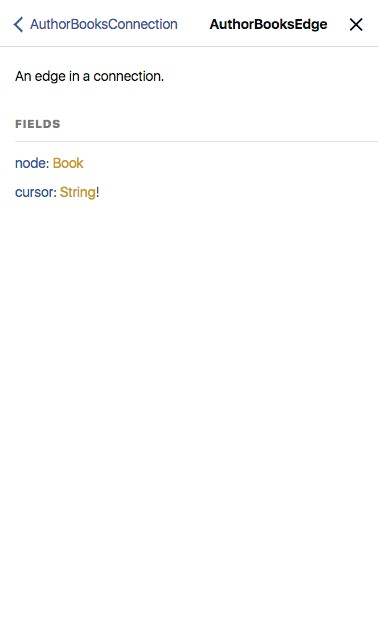 AuthorBooksConnection AuthorBooksEdge
An edge in a connection.
FIELDS
node: Book
cursor: String!